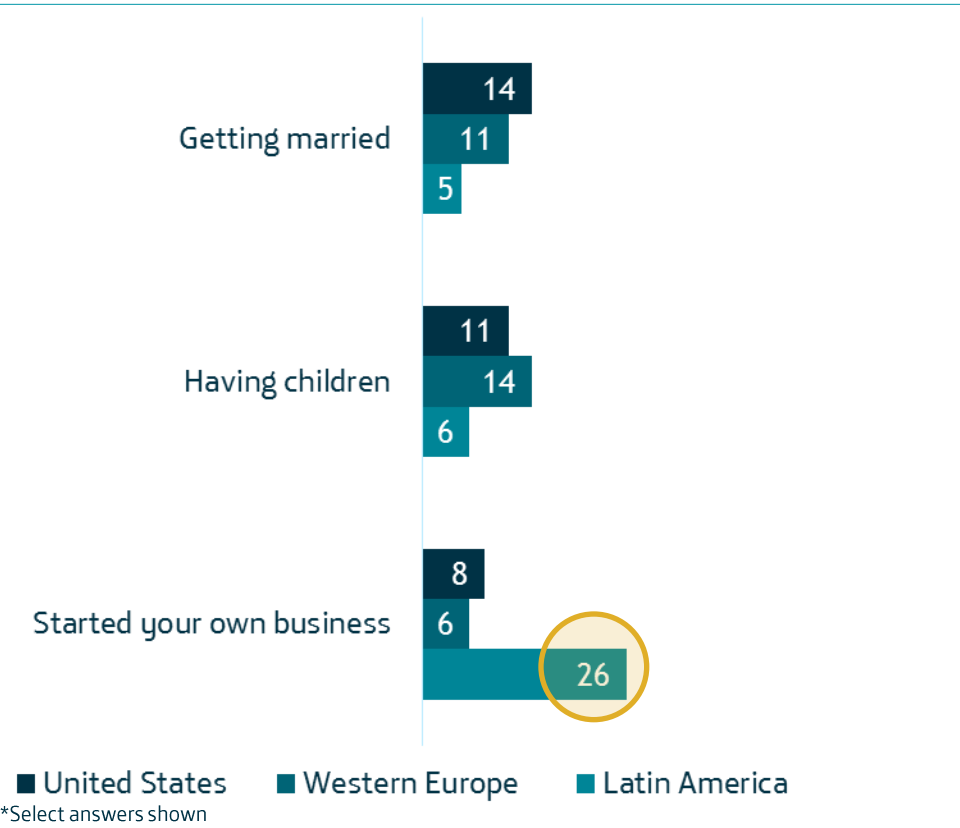 14
Getting married 11
5
11
Having children 14
6
8
Started your own business 6
26
United States Western Europe Latin America
*Select answers shown